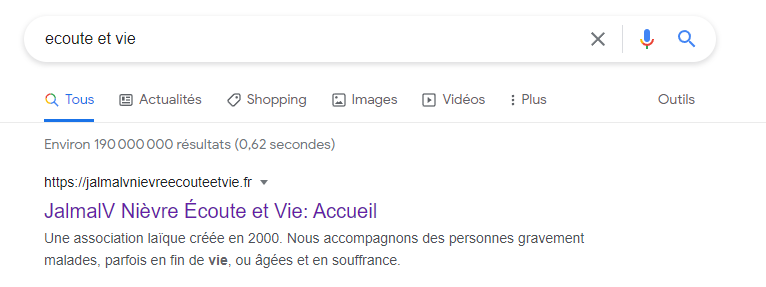 ecoute et vie
Tous Actualités Shopping Images Vidéos Plus Outils
Environ 190 000 000 résultats (0,62 secondes)
https://jalmalvnievreecouteetvie.fr
JalmalV Nièvre Écoute et Vie: Accueil
Une association laïque créée en 2000. Nous accompagnons des personnes gravement
malades, parfois en fin de vie, ou âgées et en souffrance.